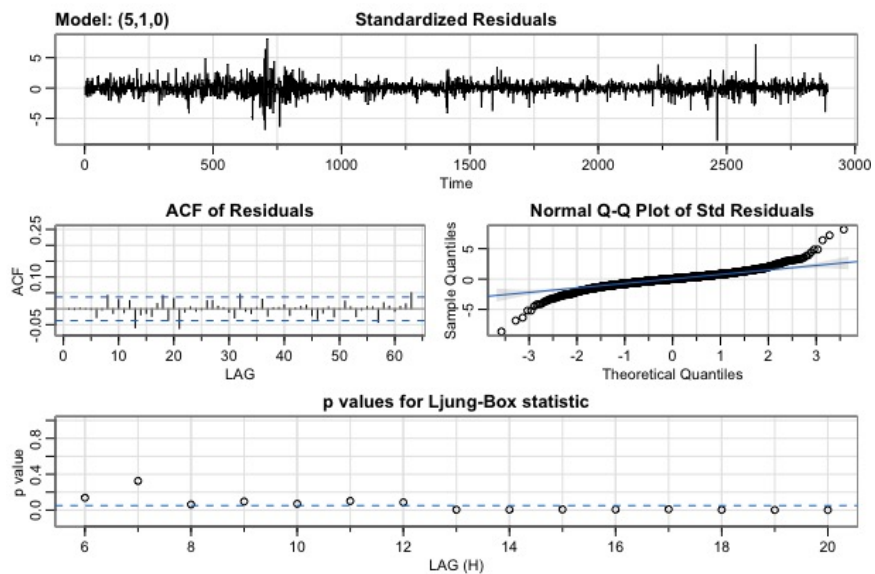 Model: (5,1,0) Standardized Residuals
5
0
-5
0 500 1000 1500 2000 2500 3000
Time
ACF of Residuals
ACF
0.25
0.10
-0.05
0 10 20 30 40 50 60
LAG
Normal Q-Q Plot of Std Residuals
Sample Quantiles
5
0
-5
-3 -2 -1 0 1 2 3
Theoretical Quantiles
p values for Ljung-Box statistic
p value
0.8
0.4
0.0
6 8 10 12 14 16 18 20
LAG (H)